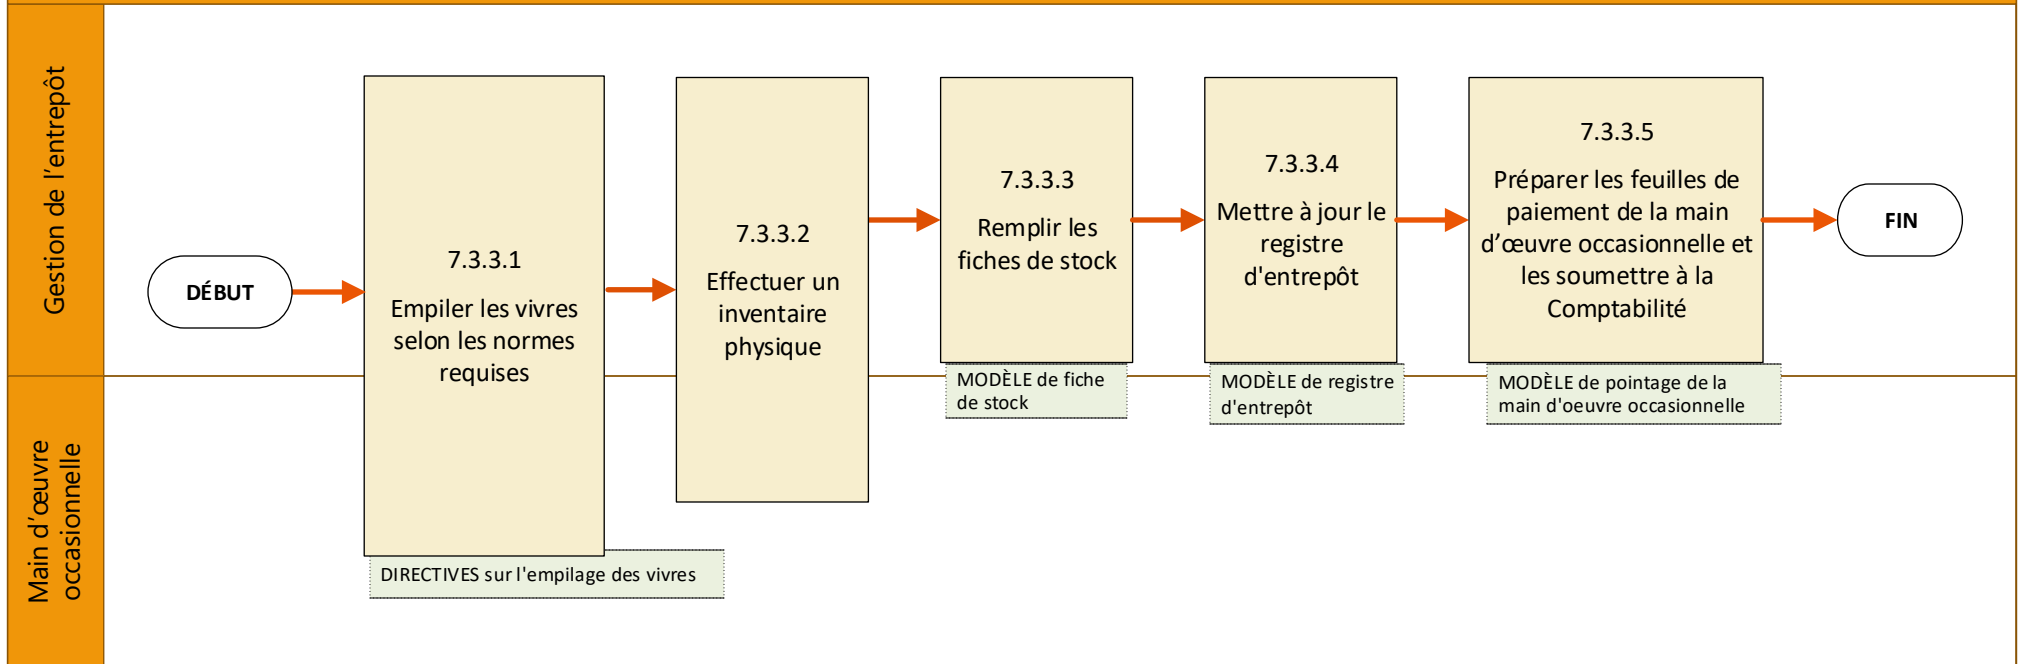 Gestion de l'entrepôt
Main d'œuvre
occasionnelle
DÉBUT
7.3.3.1
Empiler les vivres
selon les normes
requises
DIRECTIVES sur l'empilage des vivres
7.3.3.2
Effectuer un
inventaire
physique
7.3.3.3
Remplir les
fiches de stock
MODÈLE de fiche
de stock
7.3.3.4
Mettre à jour le
registre
d'entrepôt
MODÈLE de registre
d'entrepôt
7.3.3.5
Préparer les feuilles de
paiement de la main
d’œuvre occasionnelle et
les soumettre à la
Comptabilité
MODÈLE de pointage de la
main d'oeuvre occasionnelle
FIN